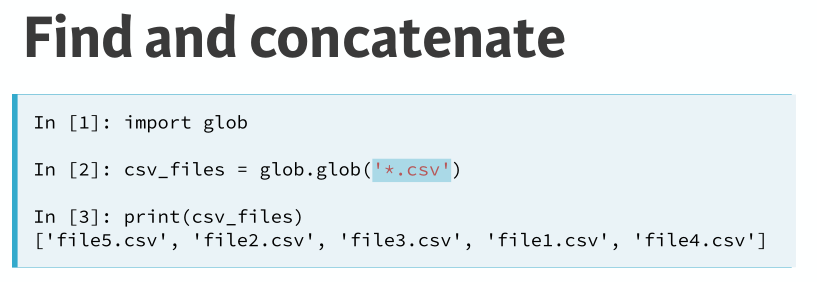 Find and concatenate
In [1]: import glob
In [2]: csv_files = glob.glob('*.csv')
In [3]: print(csv_files)
['file5.csv', 'file2.csv', 'file3.csv', 'file1.csv', 'file4.csv']